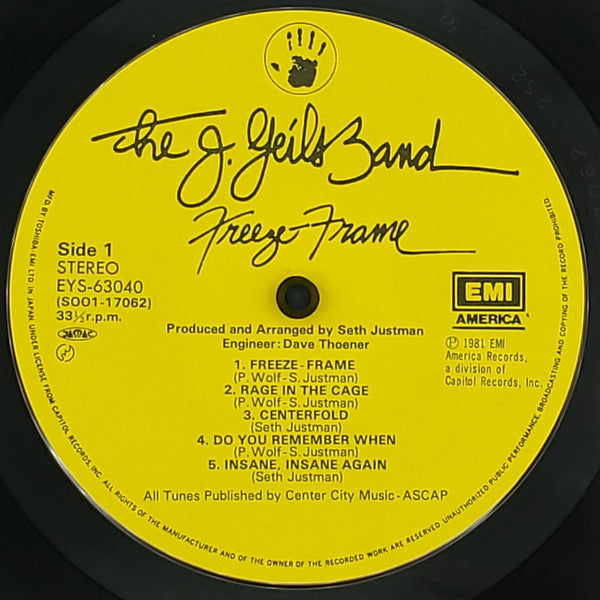 The J. Geils Band
Freeze-Frame
Side 1
STEREO
EYS-63040
(SOO1-17062)
33⅓r.p.m.
EMI
AMERICA
℗ 1981 EMI
America Records,
a division of
Capitol Records, Inc.
Produced and Arranged by Seth Justman
Engineer: Dave Thoener
1. FREEZE-FRAME
(P. Wolf-S. Justman)
2. RAGE IN THE CAGE
(P. Wolf-S. Justman)
3. CENTERFOLD
(Seth Justman)
4. DO YOU REMEMBER WHEN
(P. Wolf-S. Justman)
5. INSANE, INSANE AGAIN
(Seth Justman)
All Tunes Published by Center City Music-ASCAP
MF'D. BY TOSHIBA-EMI LTD IN JAPAN UNDER LICENSE FROM CAPITOL RECORDS, INC. ALL RIGHTS OF THE MANUFACTURER AND OF THE OWNER OF THE RECORDED WORK ARE RESERVED. UNAUTHORIZED PUBLIC PERFORMANCE, BROADCASTING AND COPYING OF THE RECORD PROHIBITED.